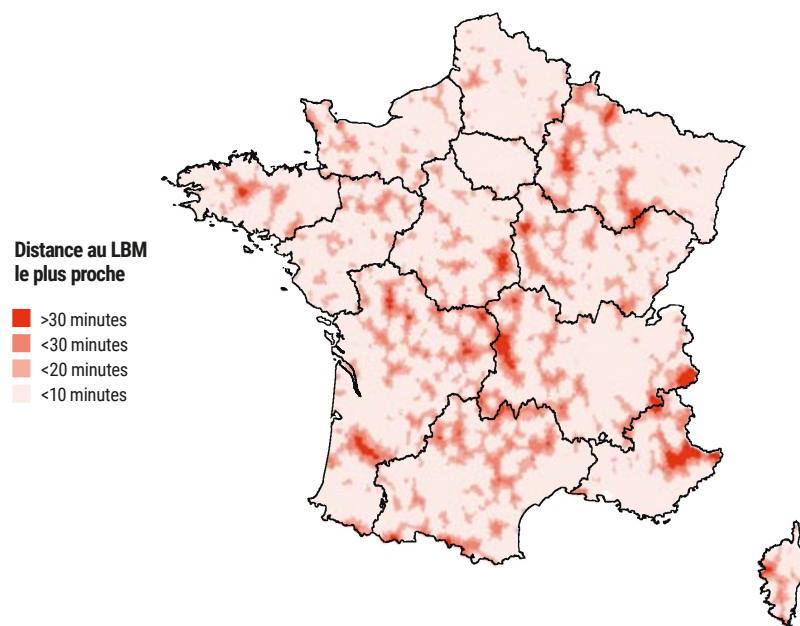 Distance au LBM
le plus proche
>30 minutes
<30 minutes
<20 minutes
<10 minutes